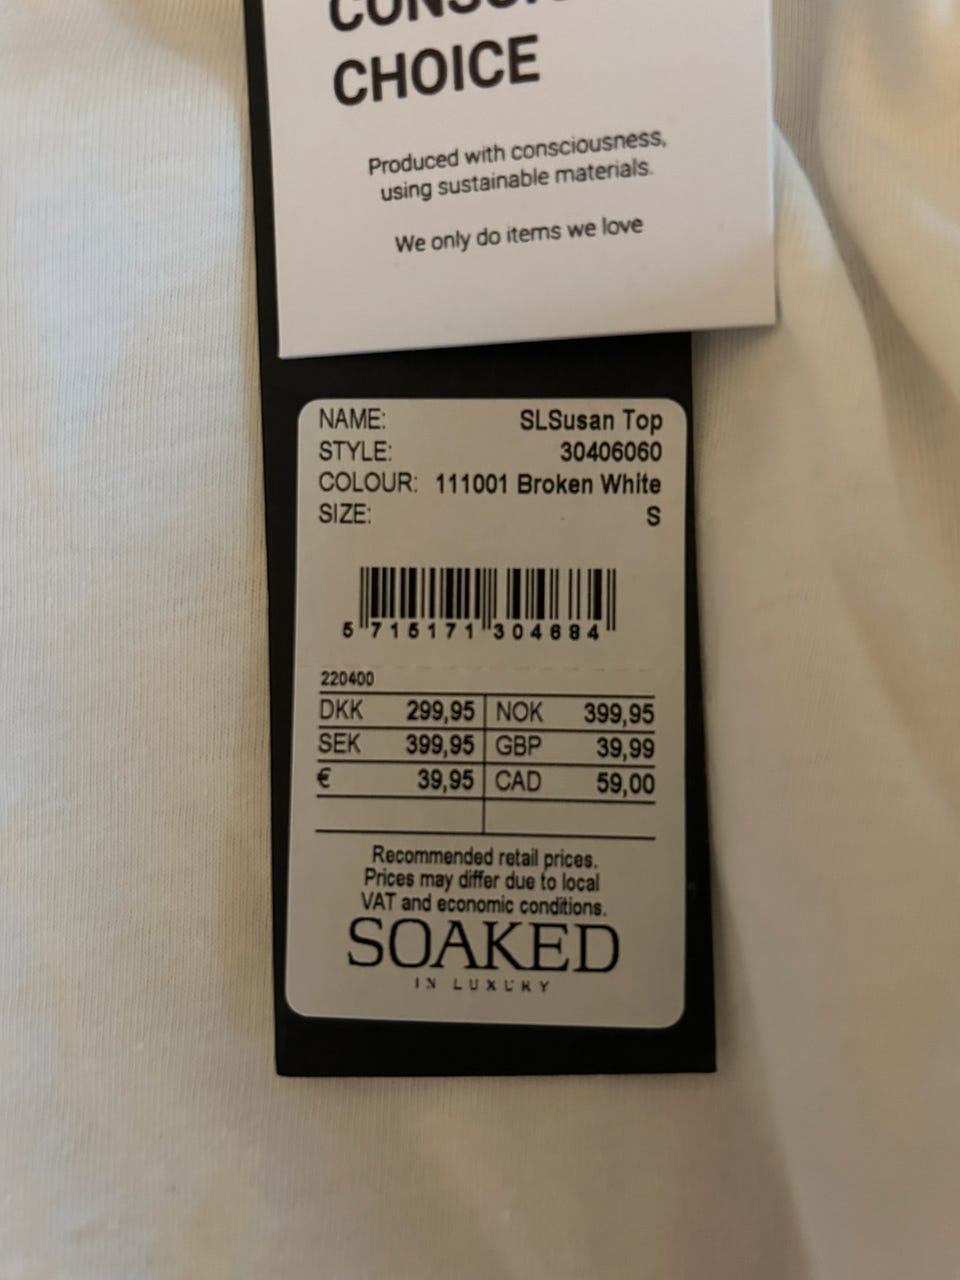 CONSCIOUS
CHOICE
Produced with consciousness,
using sustainable materials.
We only do items we love
NAME: SLSusan Top
STYLE: 30406060
COLOUR: 111001 Broken White
SIZE: S
5 715171 304684
220400
DKK 299,95 NOK 399,95
SEK 399,95 GBP 39,99
€ 39,95 CAD 59,00
Recommended retail prices.
Prices may differ due to local
VAT and economic conditions.
SOAKED
IN LUXURY